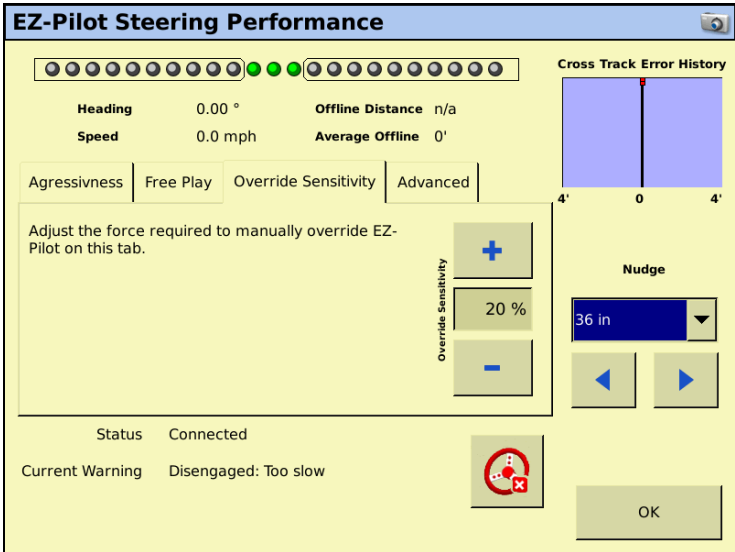 EZ-Pilot Steering Performance
Cross Track Error History
Heading 0.00 ° Offline Distance n/a
Speed 0.0 mph Average Offline 0'
4' 0 4'
Agressivness Free Play Override Sensitivity Advanced
Adjust the force required to manually override EZ-
Pilot on this tab.
Override Sensitivity
+
20 %
-
Nudge
36 in
Status Connected
Current Warning Disengaged: Too slow
OK